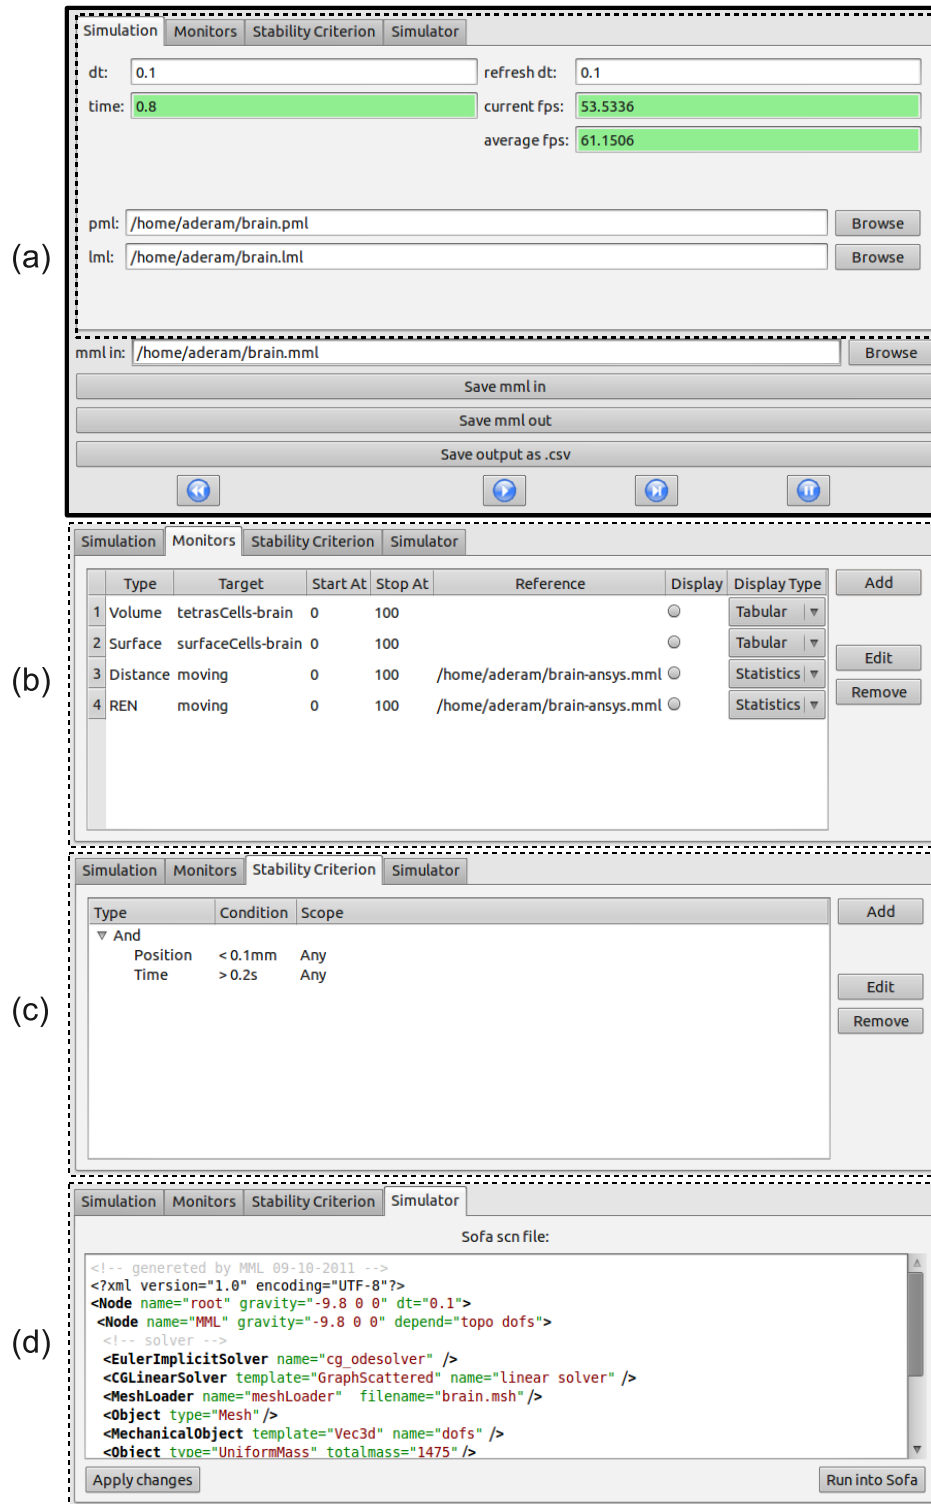 Simulation Monitors Stability Criterion Simulator
dt: 0.1 refresh dt: 0.1
time: 0.8 current fps: 53.5336
average fps: 61.1506
pml: /home/aderam/brain.pml Browse
(a)
lml: /home/aderam/brain.lml Browse
mml in: /home/aderam/brain.mml Browse
Save mml in
Save mml out
Save output as .csv
Simulation Monitors Stability Criterion Simulator
Type Target Start At Stop At Reference Display Display Type Add
1 Volume tetrasCells-brain 0 100 Tabular
2 Surface surfaceCells-brain 0 100 Tabular
Edit
(b)
3 Distance moving 0 100 /home/aderam/brain-ansys.mml Statistics
Remove
4 REN moving 0 100 /home/aderam/brain-ansys.mml Statistics
Simulation Monitors Stability Criterion Simulator
Type Condition Scope Add
And
Position < 0.1mm Any
Time > 0.2s Any
Edit
(c)
Remove
Simulation Monitors Stability Criterion Simulator
Sofa scn file:
<!-- genereted by MML 09-10-2011 -->
<?xml version="1.0" encoding="UTF-8"?>
<Node name="root" gravity="-9.8 0 0" dt="0.1">
<Node name="MML" gravity="-9.8 0 0" depend="topo dofs">
(d)
<!-- solver -->
<EulerImplicitSolver name="cg_odesolver" />
<CGLinearSolver template="GraphScattered" name="linear solver" />
<MeshLoader name="meshLoader" filename="brain.msh" />
<Object type="Mesh" />
<MechanicalObject template="Vec3d" name="dofs" />
<Object type="UniformMass" totalmass="1475" />
Apply changes Run into Sofa